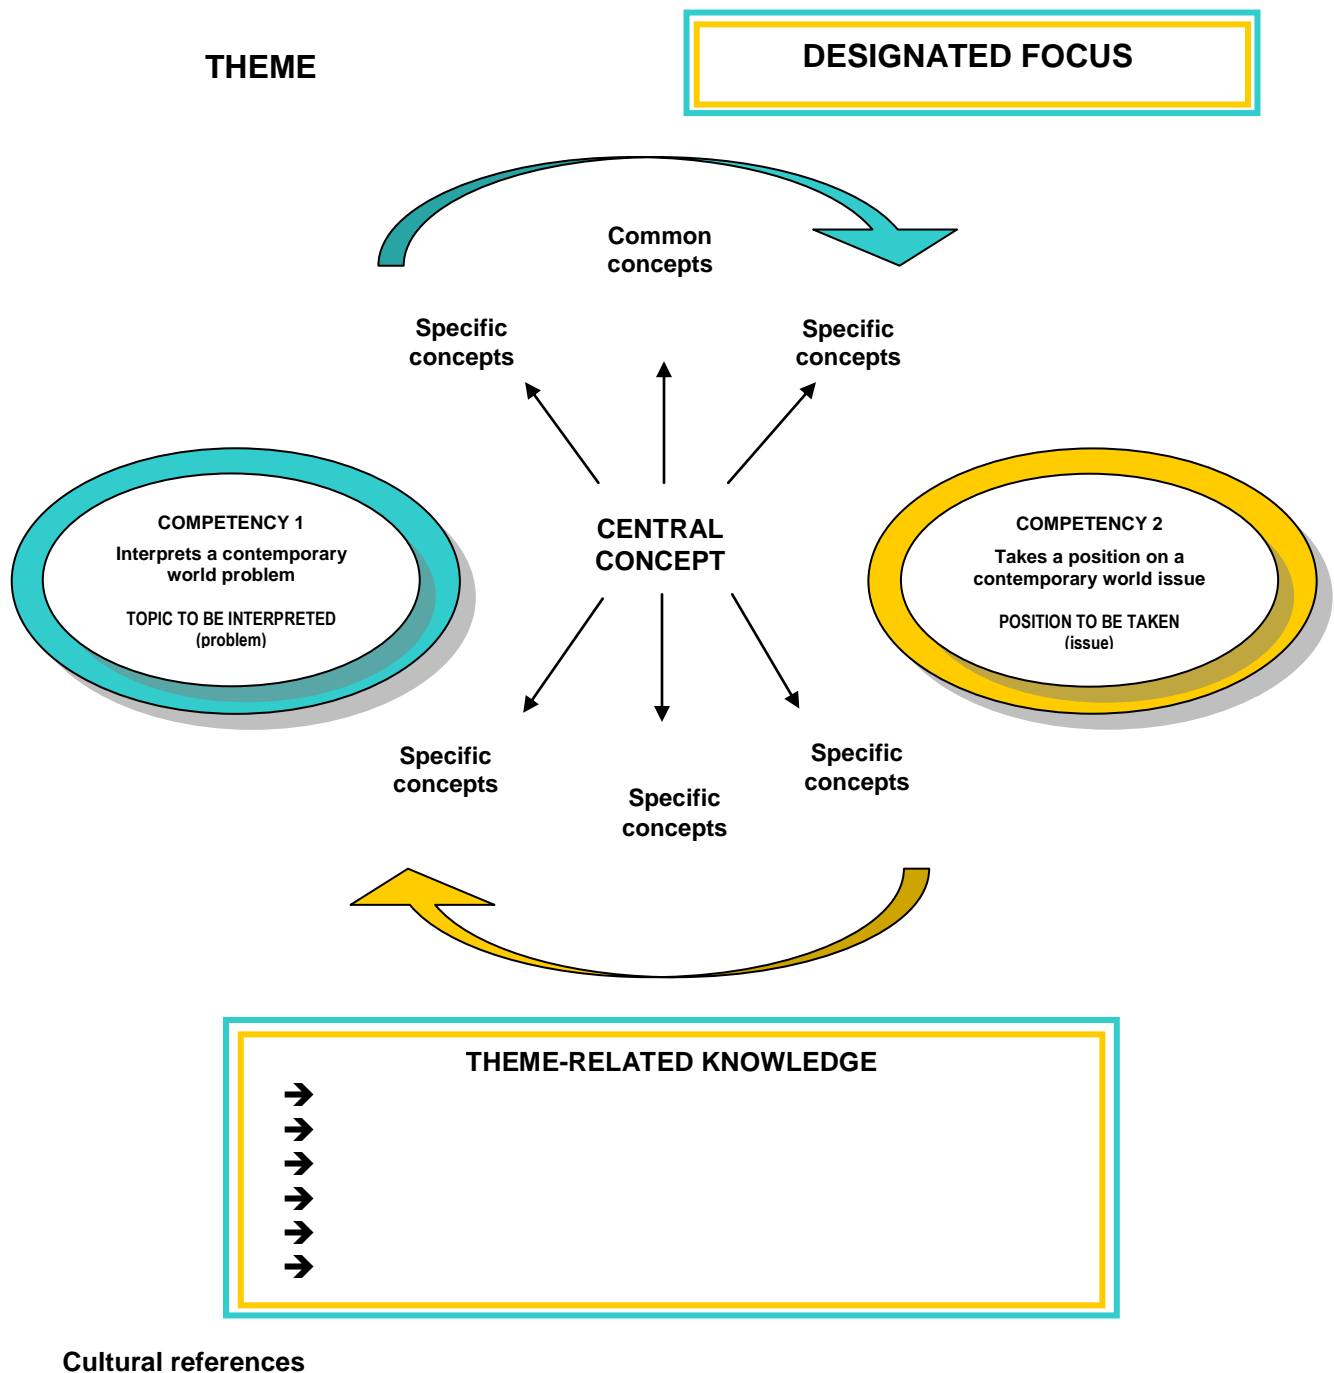 THEME
DESIGNATED FOCUS
Common
concepts
Specific
concepts
Specific
concepts
COMPETENCY 1
Interprets a contemporary
world problem
TOPIC TO BE INTERPRETED
(problem)
CENTRAL
CONCEPT
COMPETENCY 2
Takes a position on a
contemporary world issue
POSITION TO BE TAKEN
(issue)
Specific
concepts
Specific
concepts
Specific
concepts
THEME-RELATED KNOWLEDGE
➔
➔
➔
➔
➔
➔
Cultural references